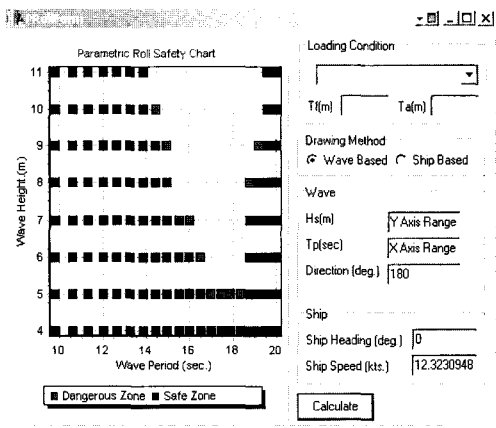 Parametric Roll Safety Chart
Wave Height.(m)
11
10
9
8
7
6
5
4
10
12
14
16
18
20
Wave Period (sec.)
Dangerous Zone
Safe Zone
Loading Condition
Tf(m)
Ta(m)
Drawing Method
Wave Based
Ship Based
Wave
Hs(m)
Y Axis Range
Tp(sec)
X Axis Range
Direction (deg.)
180
Ship
Ship Heading (deg.)
0
Ship Speed (kts.)
12.3230948
Calculate